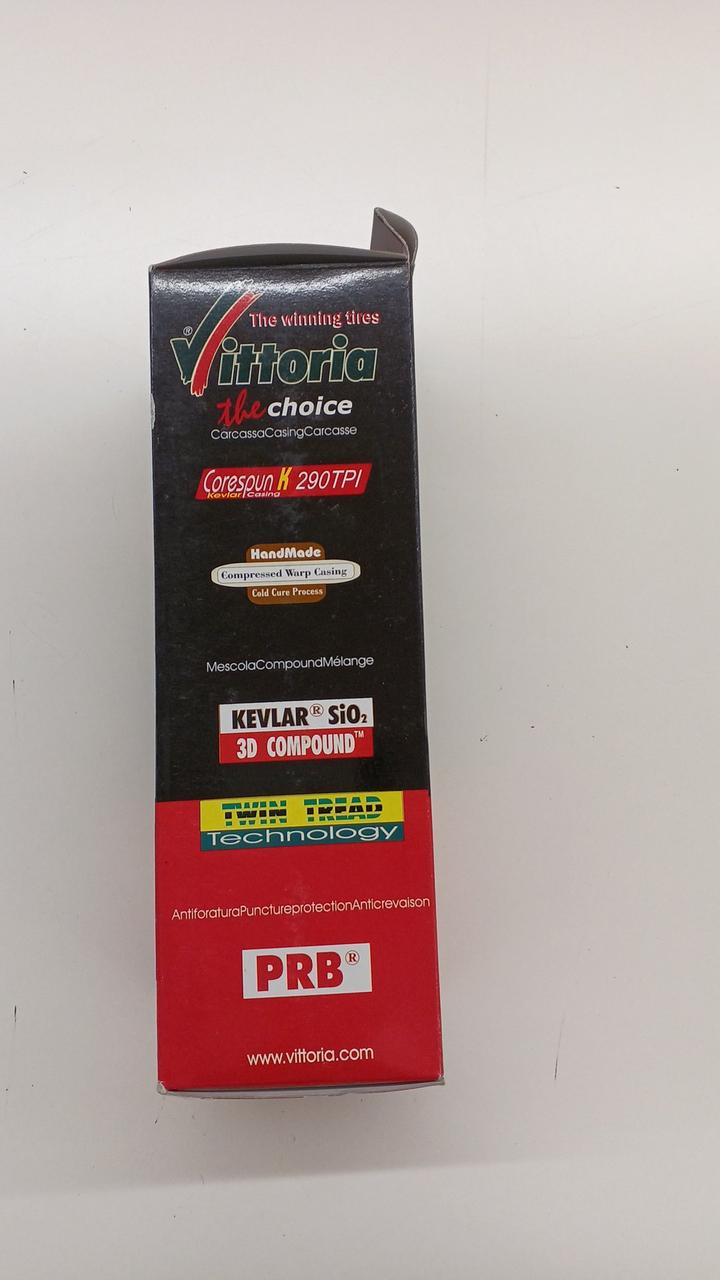 The winning tires
® Vittoria
the choice
CarcassaCasingCarcasse
Corespun K 290TPI
Kevlar Casing
HandMade
Compressed Warp Casing
Cold Cure Process
MescolaCompoundMélange
KEVLAR® SiO₂
3D COMPOUND™
TWIN TREAD
Technology
AntiforaturaPunctureprotectionAnticrevaison
PRB®
www.vittoria.com